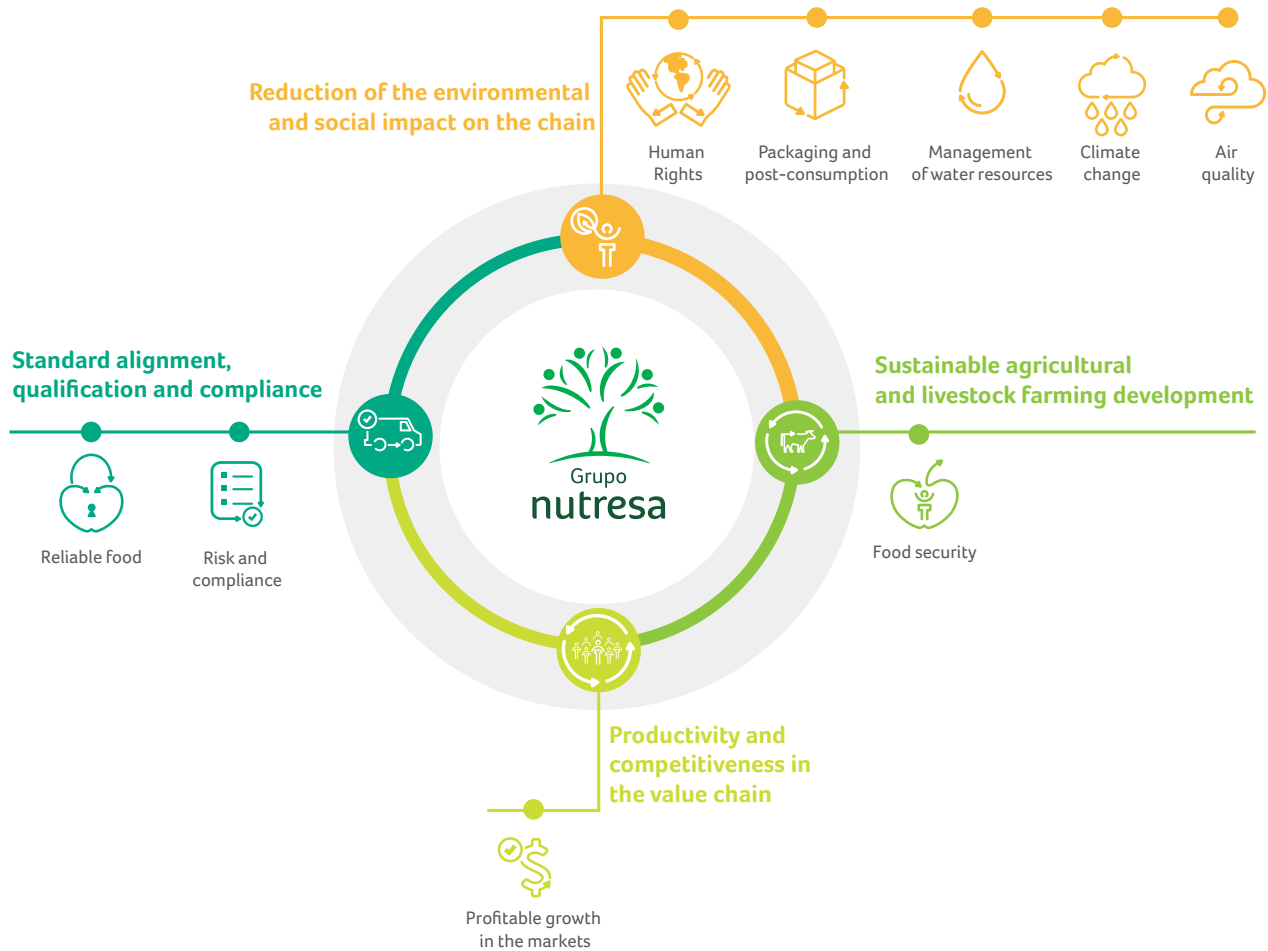 Reduction of the environmental
and social impact on the chain
Human
Rights
Packaging and
post-consumption
Management
of water resources
Climate
change
Air
quality
Standard alignment,
qualification and compliance
Reliable food
Risk and
compliance
Grupo
nutresa
Sustainable agricultural
and livestock farming development
Food security
Productivity and
competitiveness in
the value chain
Profitable growth
in the markets